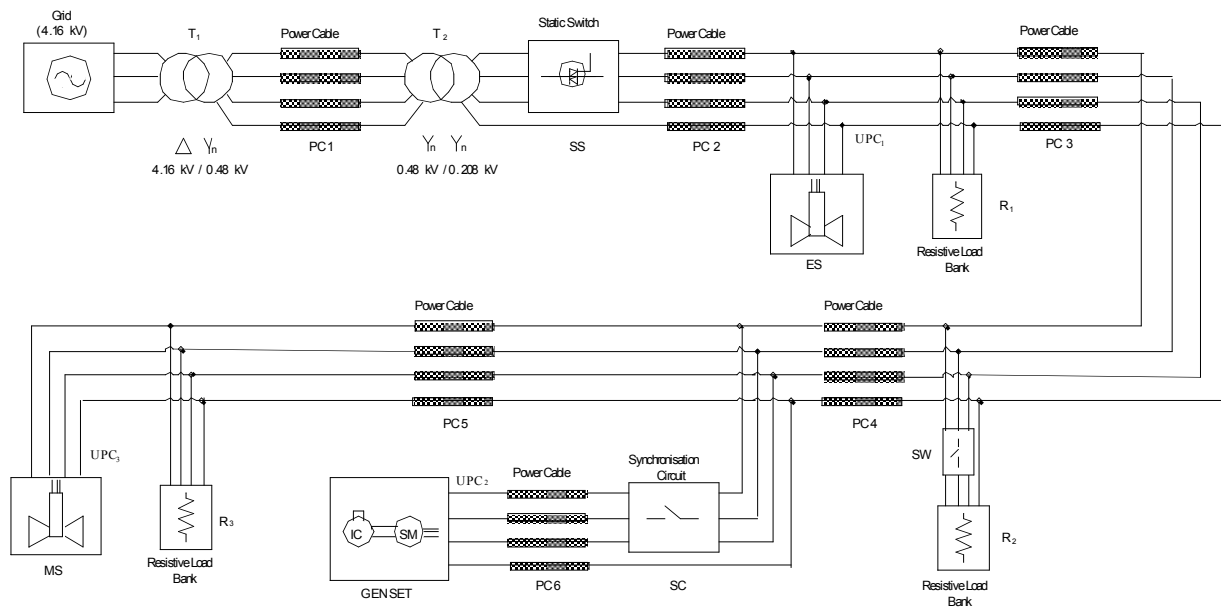 Grid
(4.16 kV)
T1
Power Cable
T2
Static Switch
Power Cable
Power Cable
PC1
SS
PC 2
UPC1
PC 3
Δ Yn
4.16 kV / 0.48 kV
Yn Yn
0.48 kV / 0.208 kV
ES
R1
Resistive Load
Bank
Power Cable
Power Cable
PC5
PC4
UPC3
MS
R3
Resistive Load
Bank
UPC2
Power Cable
Synchronisation
Circuit
SW
IC
SM
GEN SET
PC6
SC
R2
Resistive Load
Bank